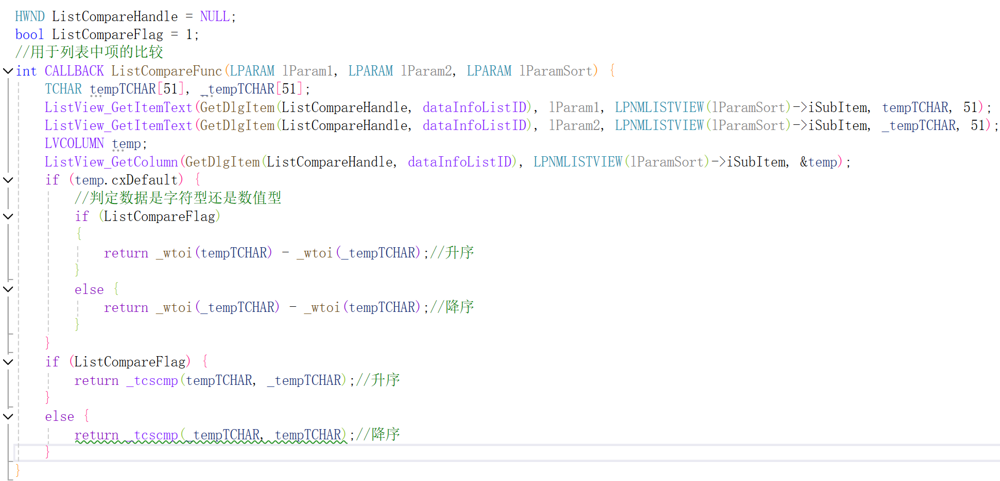 HWND ListCompareHandle = NULL;
bool ListCompareFlag = 1;
//用于列表中项的比较
int CALLBACK ListCompareFunc(LPARAM lParam1, LPARAM lParam2, LPARAM lParamSort) {
    TCHAR tempTCHAR[51], _tempTCHAR[51];
    ListView_GetItemText(GetDlgItem(ListCompareHandle, dataInfoListID), lParam1, LPNMLISTVIEW(lParamSort)->iSubItem, tempTCHAR, 51);
    ListView_GetItemText(GetDlgItem(ListCompareHandle, dataInfoListID), lParam2, LPNMLISTVIEW(lParamSort)->iSubItem, _tempTCHAR, 51);
    LVCOLUMN temp;
    ListView_GetColumn(GetDlgItem(ListCompareHandle, dataInfoListID), LPNMLISTVIEW(lParamSort)->iSubItem, &temp);
    if (temp.cxDefault) {
        //判定数据是字符型还是数值型
        if (ListCompareFlag)
        {
            return _wtoi(tempTCHAR) - _wtoi(_tempTCHAR);//升序
        }
        else {
            return _wtoi(_tempTCHAR) - _wtoi(tempTCHAR);//降序
        }
    }
    if (ListCompareFlag) {
        return _tcscmp(tempTCHAR, _tempTCHAR);//升序
    }
    else {
        return _tcscmp(_tempTCHAR, tempTCHAR);//降序
    }
}